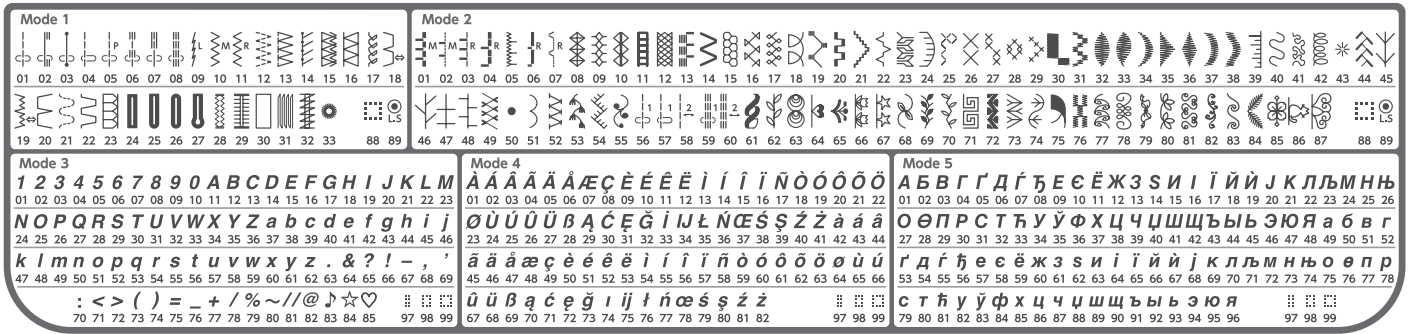 Mode 1
P L M R
01 02 03 04 05 06 07 08 09 10 11 12 13 14 15 16 17 18
L.S
19 20 21 22 23 24 25 26 27 28 29 30 31 32 33 88 89
Mode 2
M M R R R R
01 02 03 04 05 06 07 08 09 10 11 12 13 14 15 16 17 18 19 20 21 22 23 24 25 26 27 28 29 30 31 32 33 34 35 36 37 38 39 40 41 42 43 44 45
1 1 2 1 2 L.S
46 47 48 49 50 51 52 53 54 55 56 57 58 59 60 61 62 63 64 65 66 67 68 69 70 71 72 73 74 75 76 77 78 79 80 81 82 83 84 85 86 87 88 89
Mode 3
1 2 3 4 5 6 7 8 9 0 A B C D E F G H I J K L M
01 02 03 04 05 06 07 08 09 10 11 12 13 14 15 16 17 18 19 20 21 22 23
N O P Q R S T U V W X Y Z a b c d e f g h i j
24 25 26 27 28 29 30 31 32 33 34 35 36 37 38 39 40 41 42 43 44 45 46
k l m n o p q r s t u v w x y z . & ? ! – , ’
47 48 49 50 51 52 53 54 55 56 57 58 59 60 61 62 63 64 65 66 67 68 69
: < > ( ) = _ + / % ~ // @ ♪ ☆ ♡
70 71 72 73 74 75 76 77 78 79 80 81 82 83 84 85 97 98 99
Mode 4
À Á Â Ã Ä Å Æ Ç È É Ê Ë Ì Í Î Ï Ñ Ò Ó Ô Õ Ö
01 02 03 04 05 06 07 08 09 10 11 12 13 14 15 16 17 18 19 20 21 22
Ø Ù Ú Û Ü ß Ą Ć Ę Ğ İ IJ Ł Ń Œ Ś Ş Ź Ż à á â
23 24 25 26 27 28 29 30 31 32 33 34 35 36 37 38 39 40 41 42 43 44
ã ä å æ ç è é ê ë ì í î ï ñ ò ó ô õ ö ø ù ú
45 46 47 48 49 50 51 52 53 54 55 56 57 58 59 60 61 62 63 64 65 66
û ü ß ą ć ę ğ ı ij ł ń œ ś ş ź ż
67 68 69 70 71 72 73 74 75 76 77 78 79 80 81 82 97 98 99
Mode 5
А Б В Г Ґ Д Ѓ Ђ Е Є Ё Ж З Ѕ И І Ї Й Ѝ Ј К Л Љ М Н Њ
01 02 03 04 05 06 07 08 09 10 11 12 13 14 15 16 17 18 19 20 21 22 23 24 25 26
О Ө П Р С Т Ћ У Ў Ф Х Ц Ч Џ Ш Щ Ъ Ы Ь Э Ю Я а б в г
27 28 29 30 31 32 33 34 35 36 37 38 39 40 41 42 43 44 45 46 47 48 49 50 51 52
ґ д ѓ ђ е є ё ж з ѕ и і ї й ѝ ј к л љ м н њ о ө п р
53 54 55 56 57 58 59 60 61 62 63 64 65 66 67 68 69 70 71 72 73 74 75 76 77 78
с т ћ у ў ф х ц ч џ ш щ ъ ы ь э ю я
79 80 81 82 83 84 85 86 87 88 89 90 91 92 93 94 95 96 97 98 99